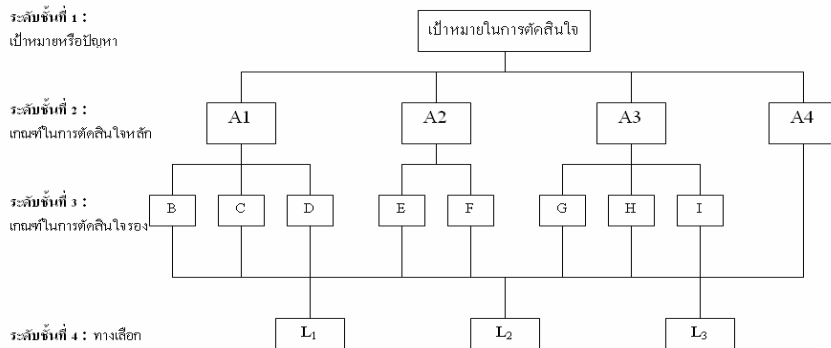 ระดับชั้นที่ 1 :
เป้าหมายหรือปัญหา
เป้าหมายในการตัดสินใจ
ระดับชั้นที่ 2 :
เกณฑ์ในการตัดสินใจหลัก
A1 A2 A3 A4
ระดับชั้นที่ 3 :
เกณฑ์ในการตัดสินใจรอง
B C D E F G H I
ระดับชั้นที่ 4 : ทางเลือก
L₁ L₂ L₃